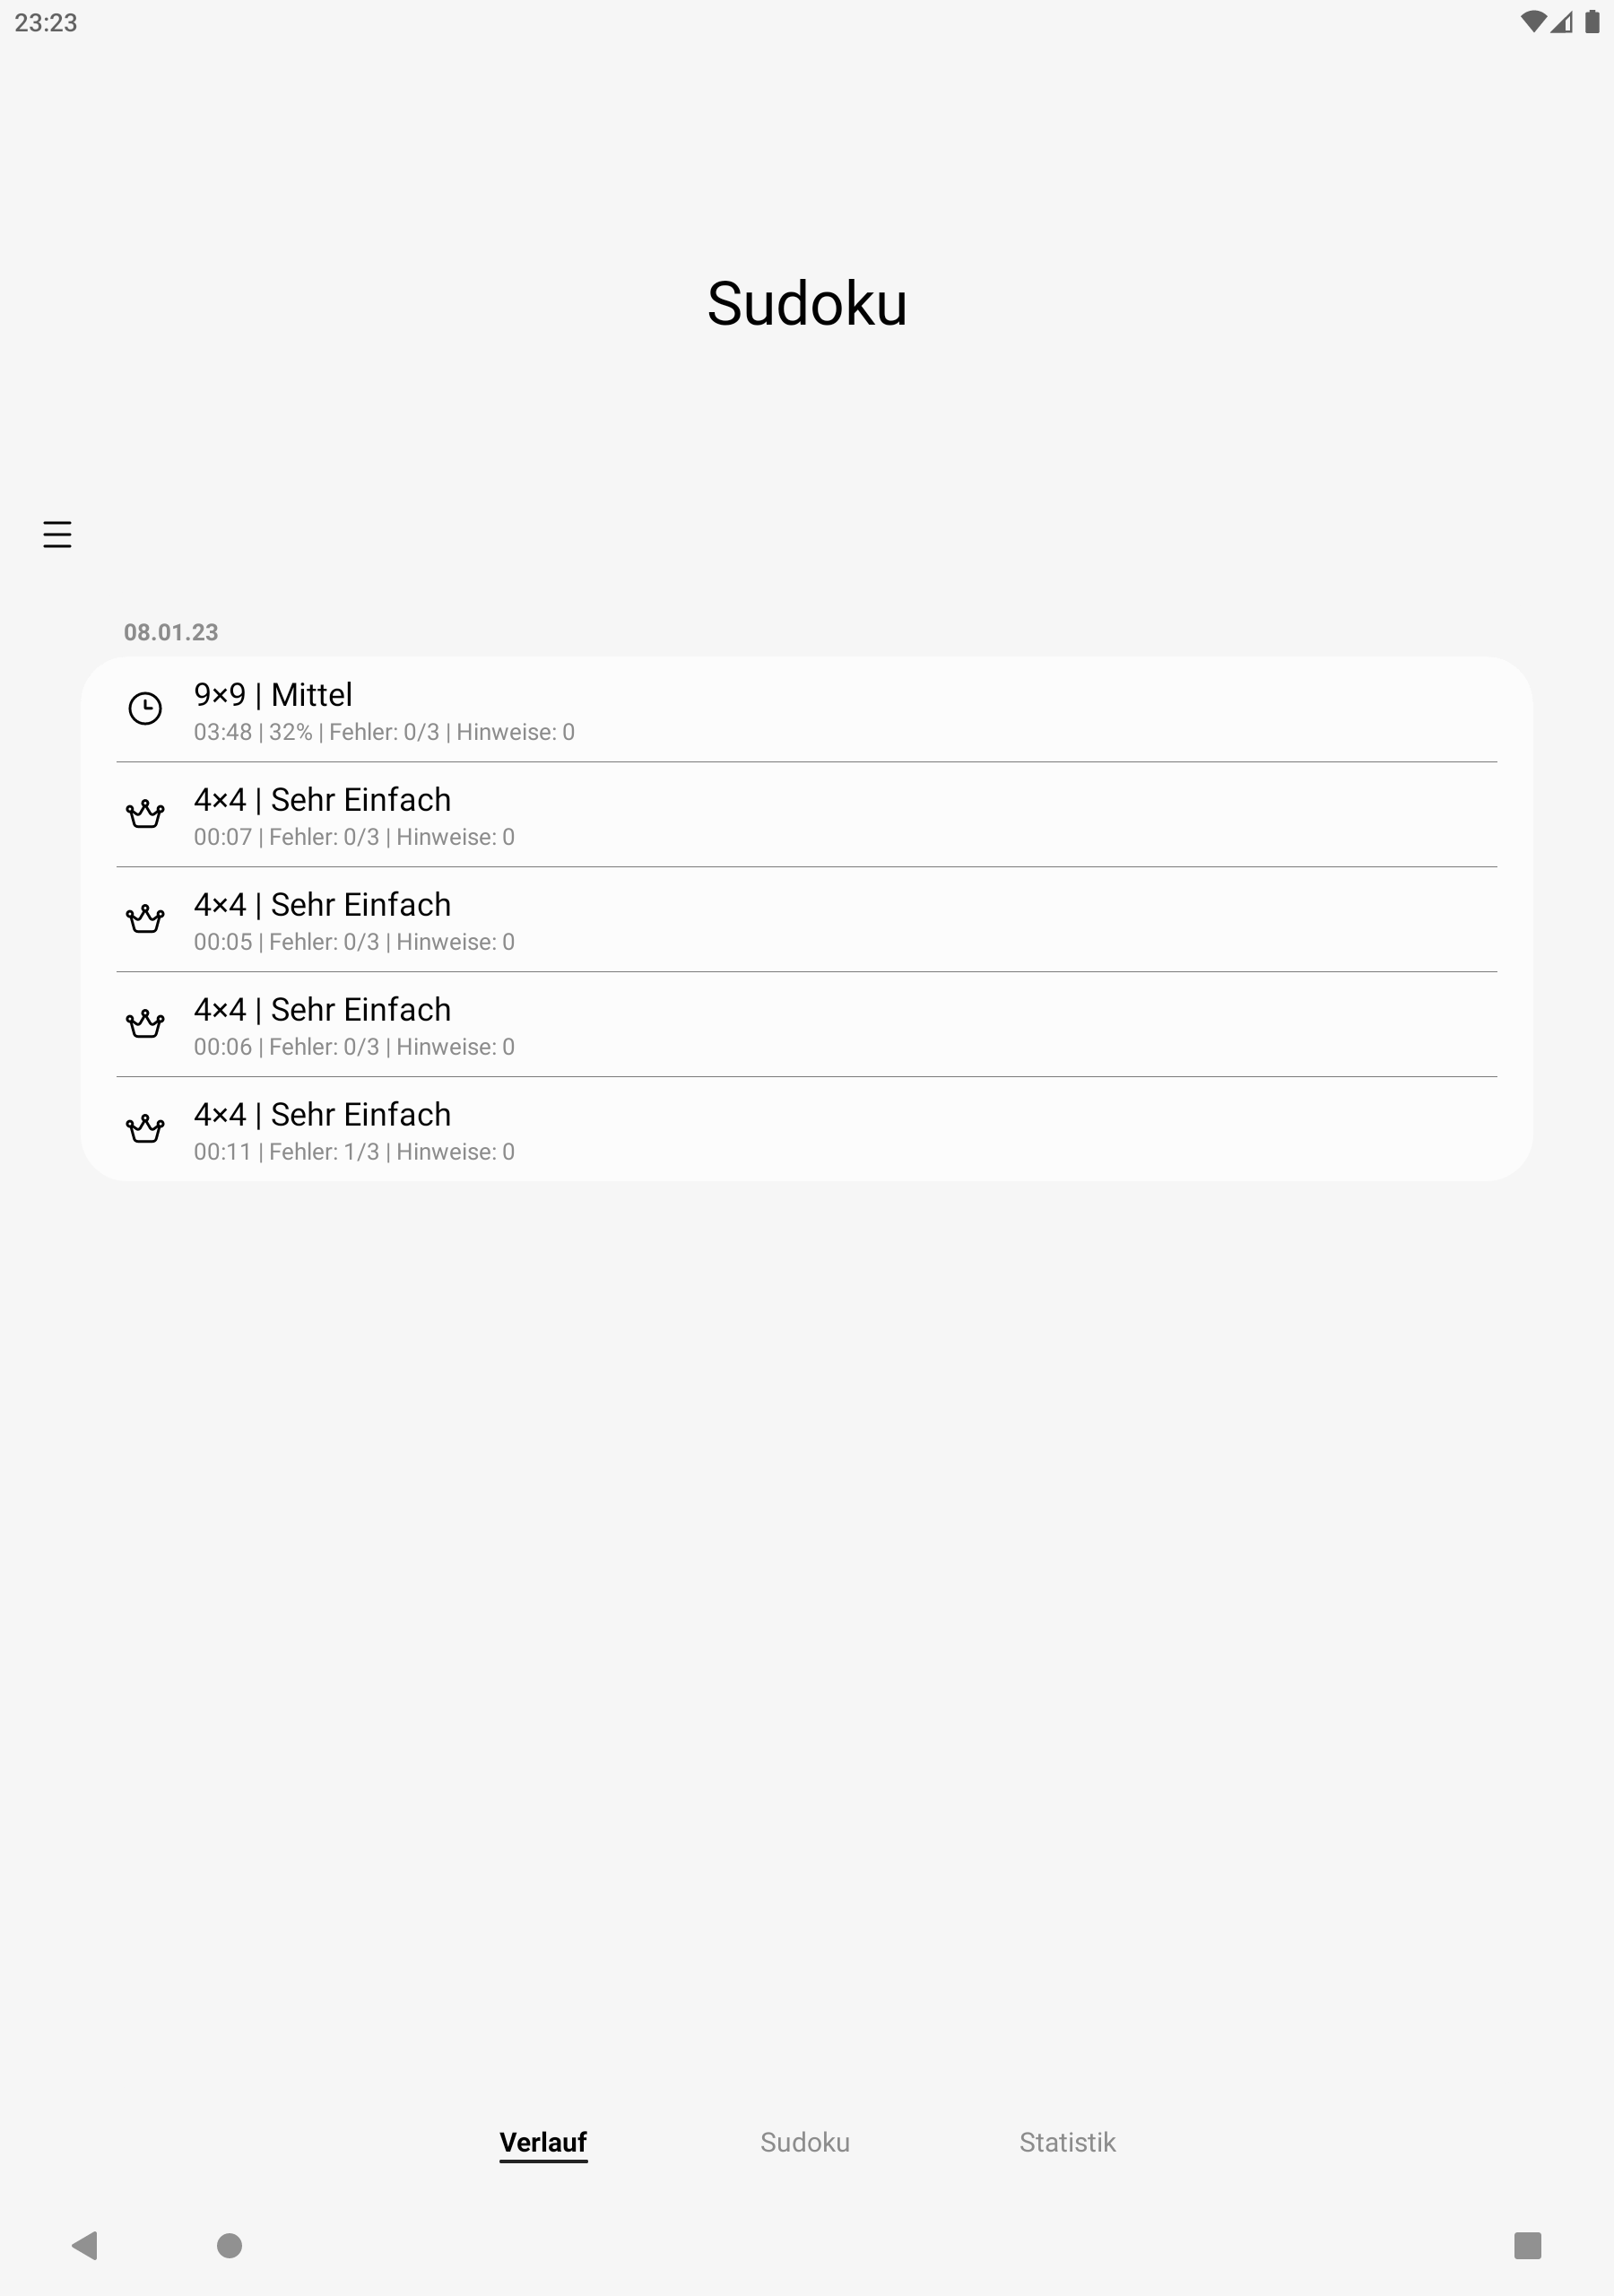 23:23
Sudoku
08.01.23
9×9 | Mittel
03:48 | 32% | Fehler: 0/3 | Hinweise: 0
4×4 | Sehr Einfach
00:07 | Fehler: 0/3 | Hinweise: 0
4×4 | Sehr Einfach
00:05 | Fehler: 0/3 | Hinweise: 0
4×4 | Sehr Einfach
00:06 | Fehler: 0/3 | Hinweise: 0
4×4 | Sehr Einfach
00:11 | Fehler: 1/3 | Hinweise: 0
Verlauf Sudoku Statistik